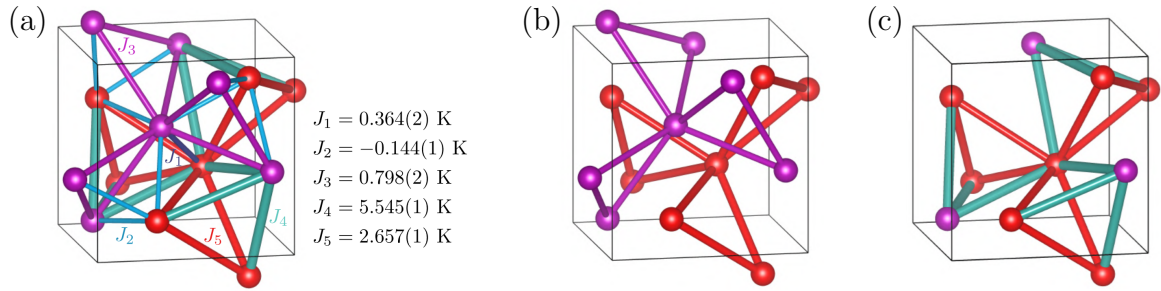 (a)
J₃
J₁
J₂
J₅
J₄
J₁ = 0.364(2) K
J₂ = −0.144(1) K
J₃ = 0.798(2) K
J₄ = 5.545(1) K
J₅ = 2.657(1) K
(b)
(c)